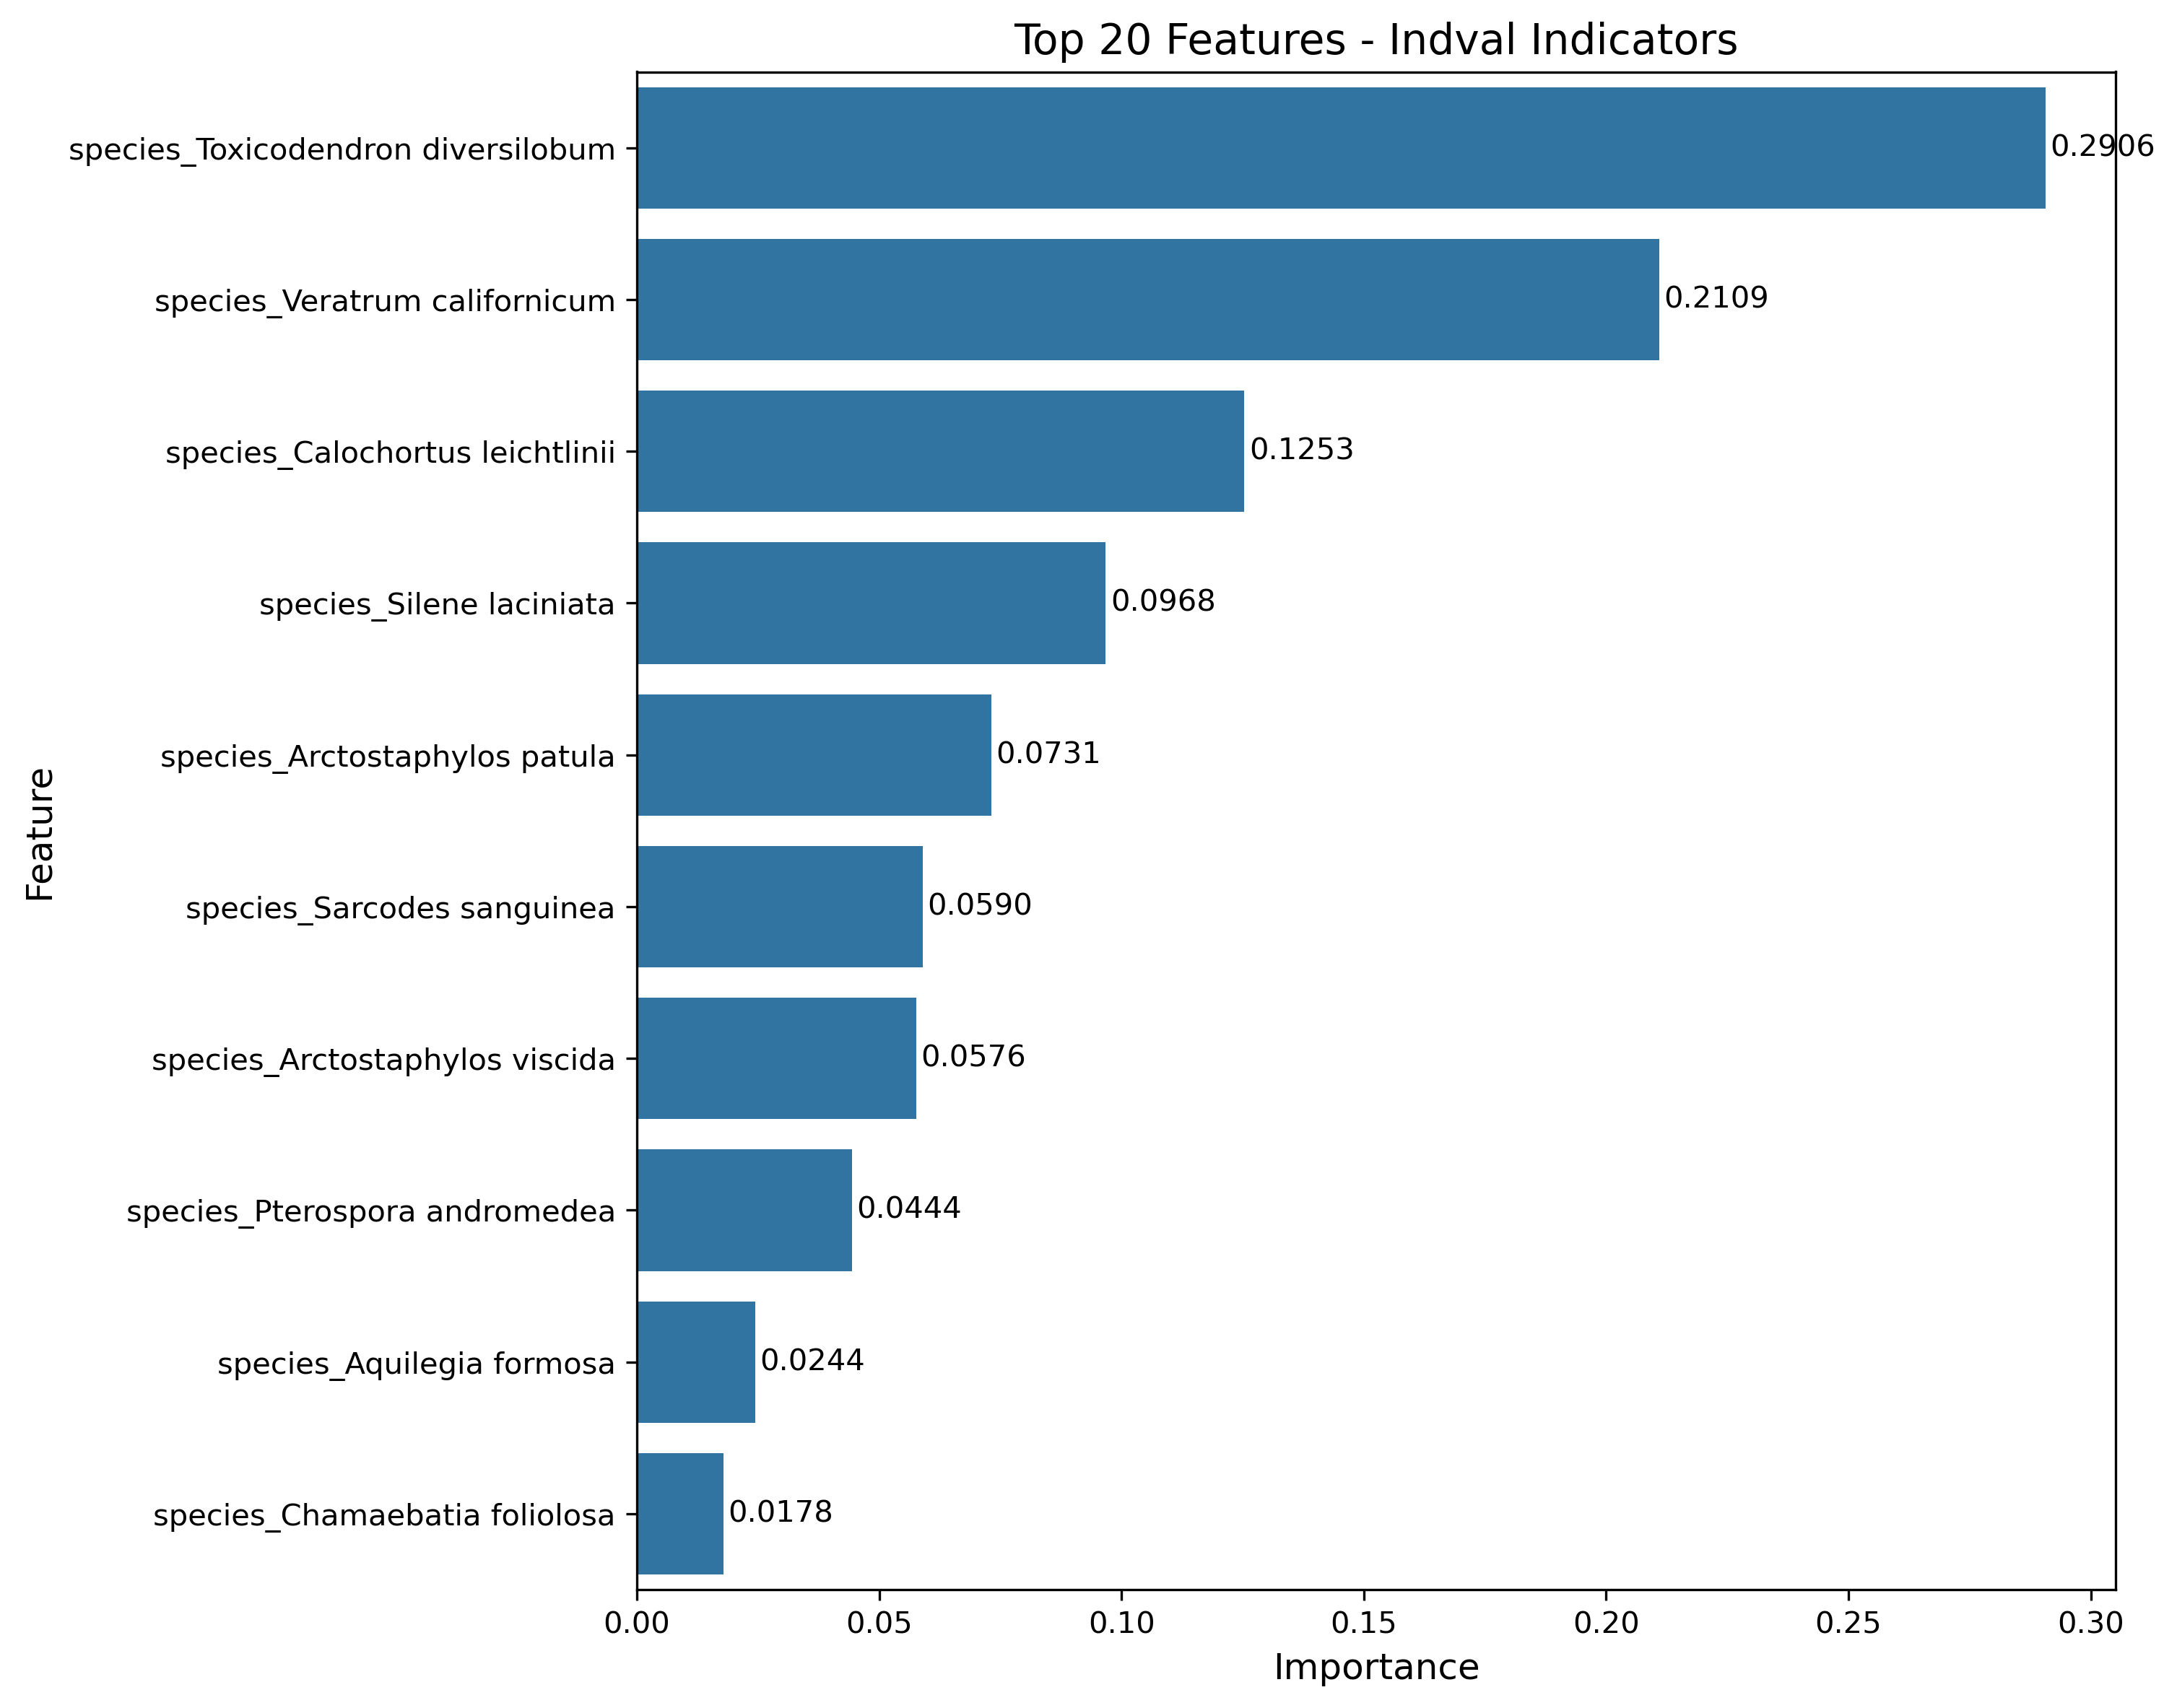 Top 20 Features - Indval Indicators
species_Toxicodendron diversilobum
0.2906
species_Veratrum californicum
0.2109
species_Calochortus leichtlinii
0.1253
species_Silene laciniata
0.0968
species_Arctostaphylos patula
0.0731
species_Sarcodes sanguinea
0.0590
species_Arctostaphylos viscida
0.0576
species_Pterospora andromedea
0.0444
species_Aquilegia formosa
0.0244
species_Chamaebatia foliolosa
0.0178
Feature
0.00 0.05 0.10 0.15 0.20 0.25 0.30
Importance